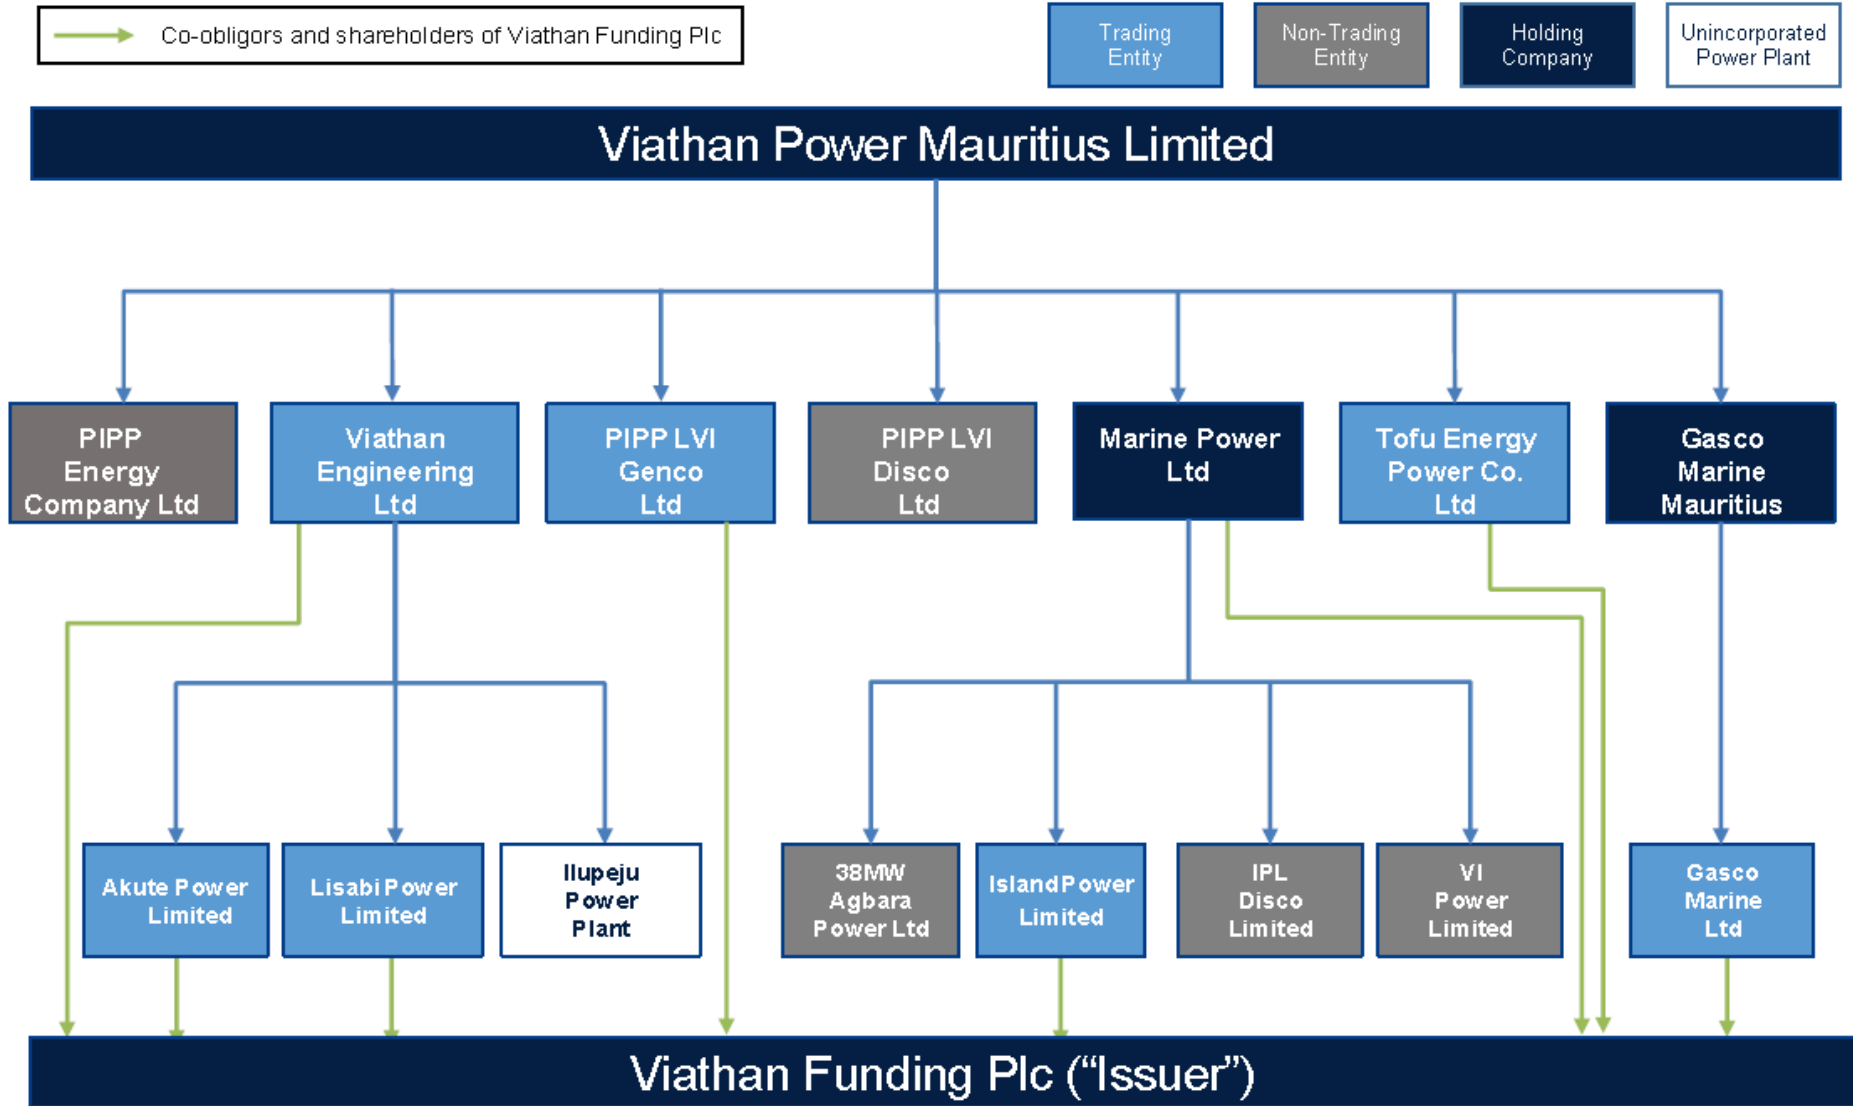 Co-obligors and shareholders of Viathan Funding Plc
Trading
Entity
Non-Trading
Entity
Holding
Company
Unincorporated
Power Plant
Viathan Power Mauritius Limited
PIPP
Energy
Company Ltd
Viathan
Engineering
Ltd
PIPP LVI
Genco
Ltd
PIPP LVI
Disco
Ltd
Marine Power
Ltd
Tofu Energy
Power Co.
Ltd
Gasco
Marine
Mauritius
Akute Power
Limited
Lisabi Power
Limited
Ilupeju
Power
Plant
38MW
Agbara
Power Ltd
Island Power
Limited
IPL
Disco
Limited
VI
Power
Limited
Gasco
Marine
Ltd
Viathan Funding Plc (“Issuer”)